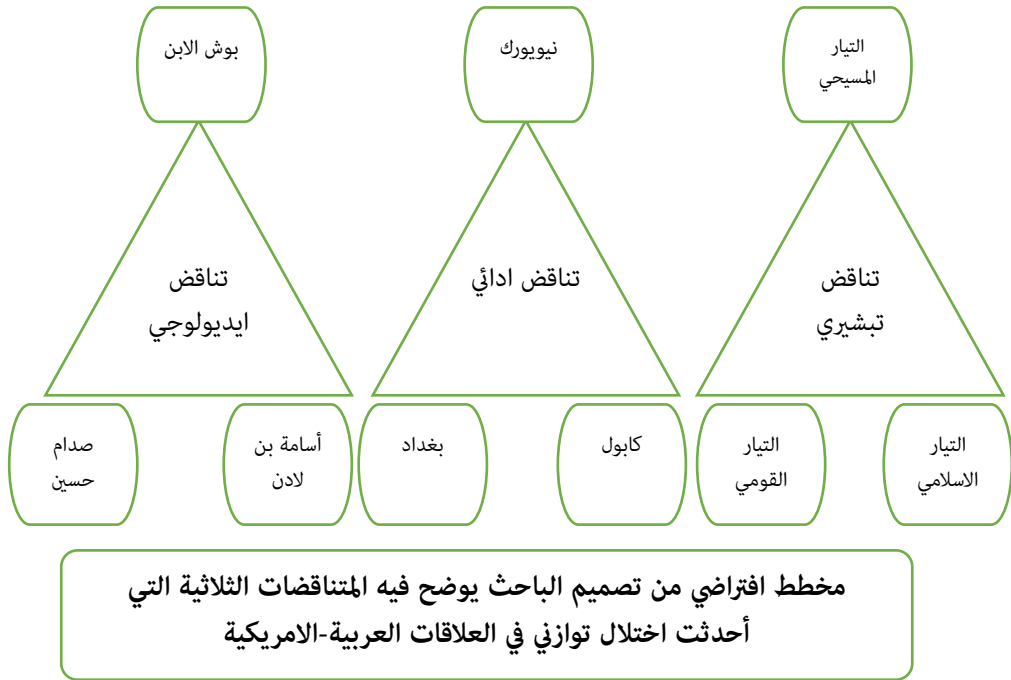 التيار
المسيحي
نيويورك
بوش الابن
تناقض
تبشيري
تناقض ادائي
تناقض
ايديولوجي
التيار
الاسلامي
التيار
القومي
كابول
بغداد
أسامة بن
لادن
صدام
حسين
مخطط افتراضي من تصميم الباحث يوضح فيه المتناقضات الثلاثية التي
أحدثت اختلال توازني في العلاقات العربية-الامريكية